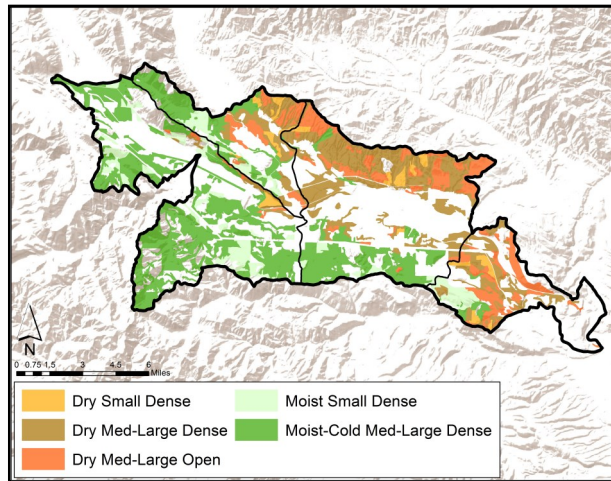 N
0 0.75 1.5 3 4.5 6
Miles
Dry Small Dense
Dry Med-Large Dense
Dry Med-Large Open
Moist Small Dense
Moist-Cold Med-Large Dense